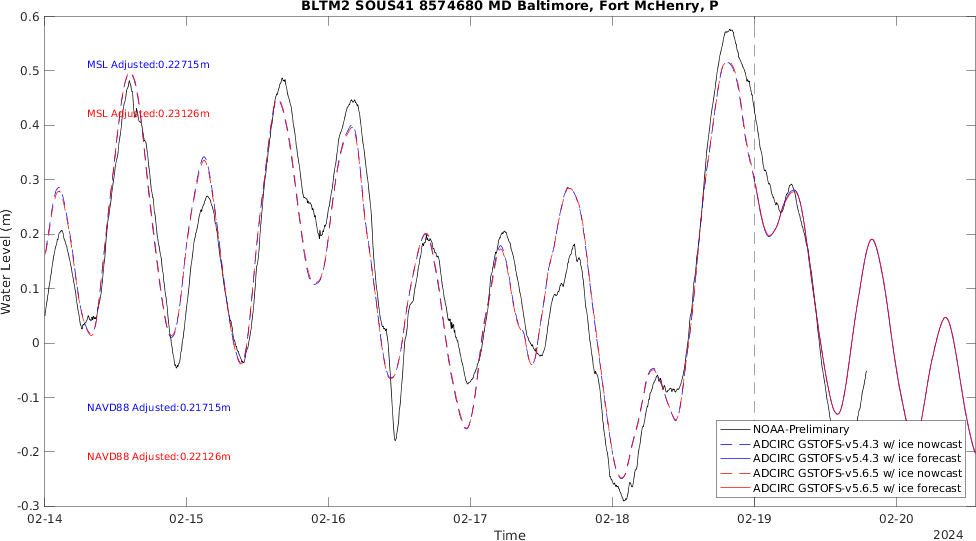 BLTM2 SOUS41 8574680 MD Baltimore, Fort McHenry, P
0.6
0.5
0.4
0.3
0.2
0.1
0
-0.1
-0.2
-0.3
Water Level (m)
MSL Adjusted:0.22715m
MSL Adjusted:0.23126m
NAVD88 Adjusted:0.21715m
NAVD88 Adjusted:0.22126m
NOAA-Preliminary
ADCIRC GSTOFS-v5.4.3 w/ ice nowcast
ADCIRC GSTOFS-v5.4.3 w/ ice forecast
ADCIRC GSTOFS-v5.6.5 w/ ice nowcast
ADCIRC GSTOFS-v5.6.5 w/ ice forecast
02-14 02-15 02-16 02-17 02-18 02-19 02-20
Time
2024